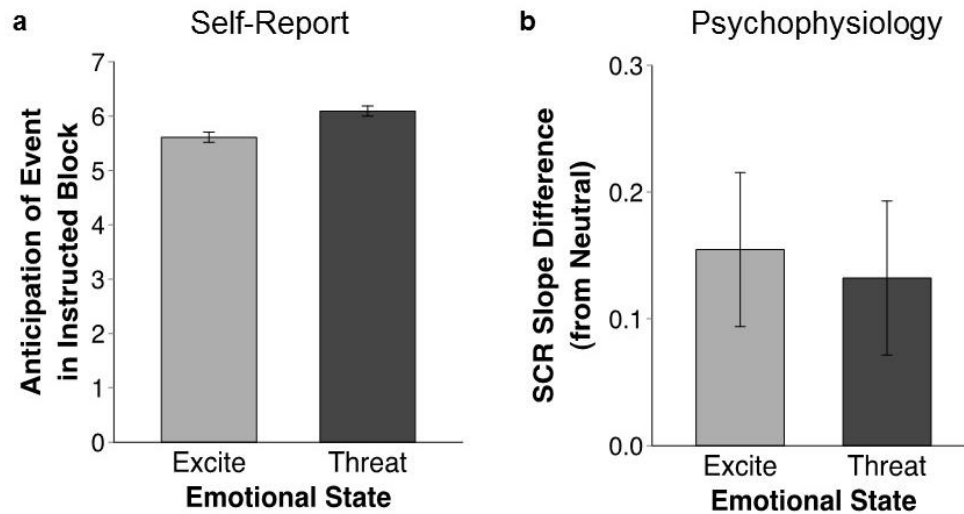 a Self-Report
7
6
5
4
3
2
1
0
Anticipation of Event
in Instructed Block
Excite Threat
Emotional State
b Psychophysiology
0.3
0.2
0.1
0.0
SCR Slope Difference
(from Neutral)
Excite Threat
Emotional State